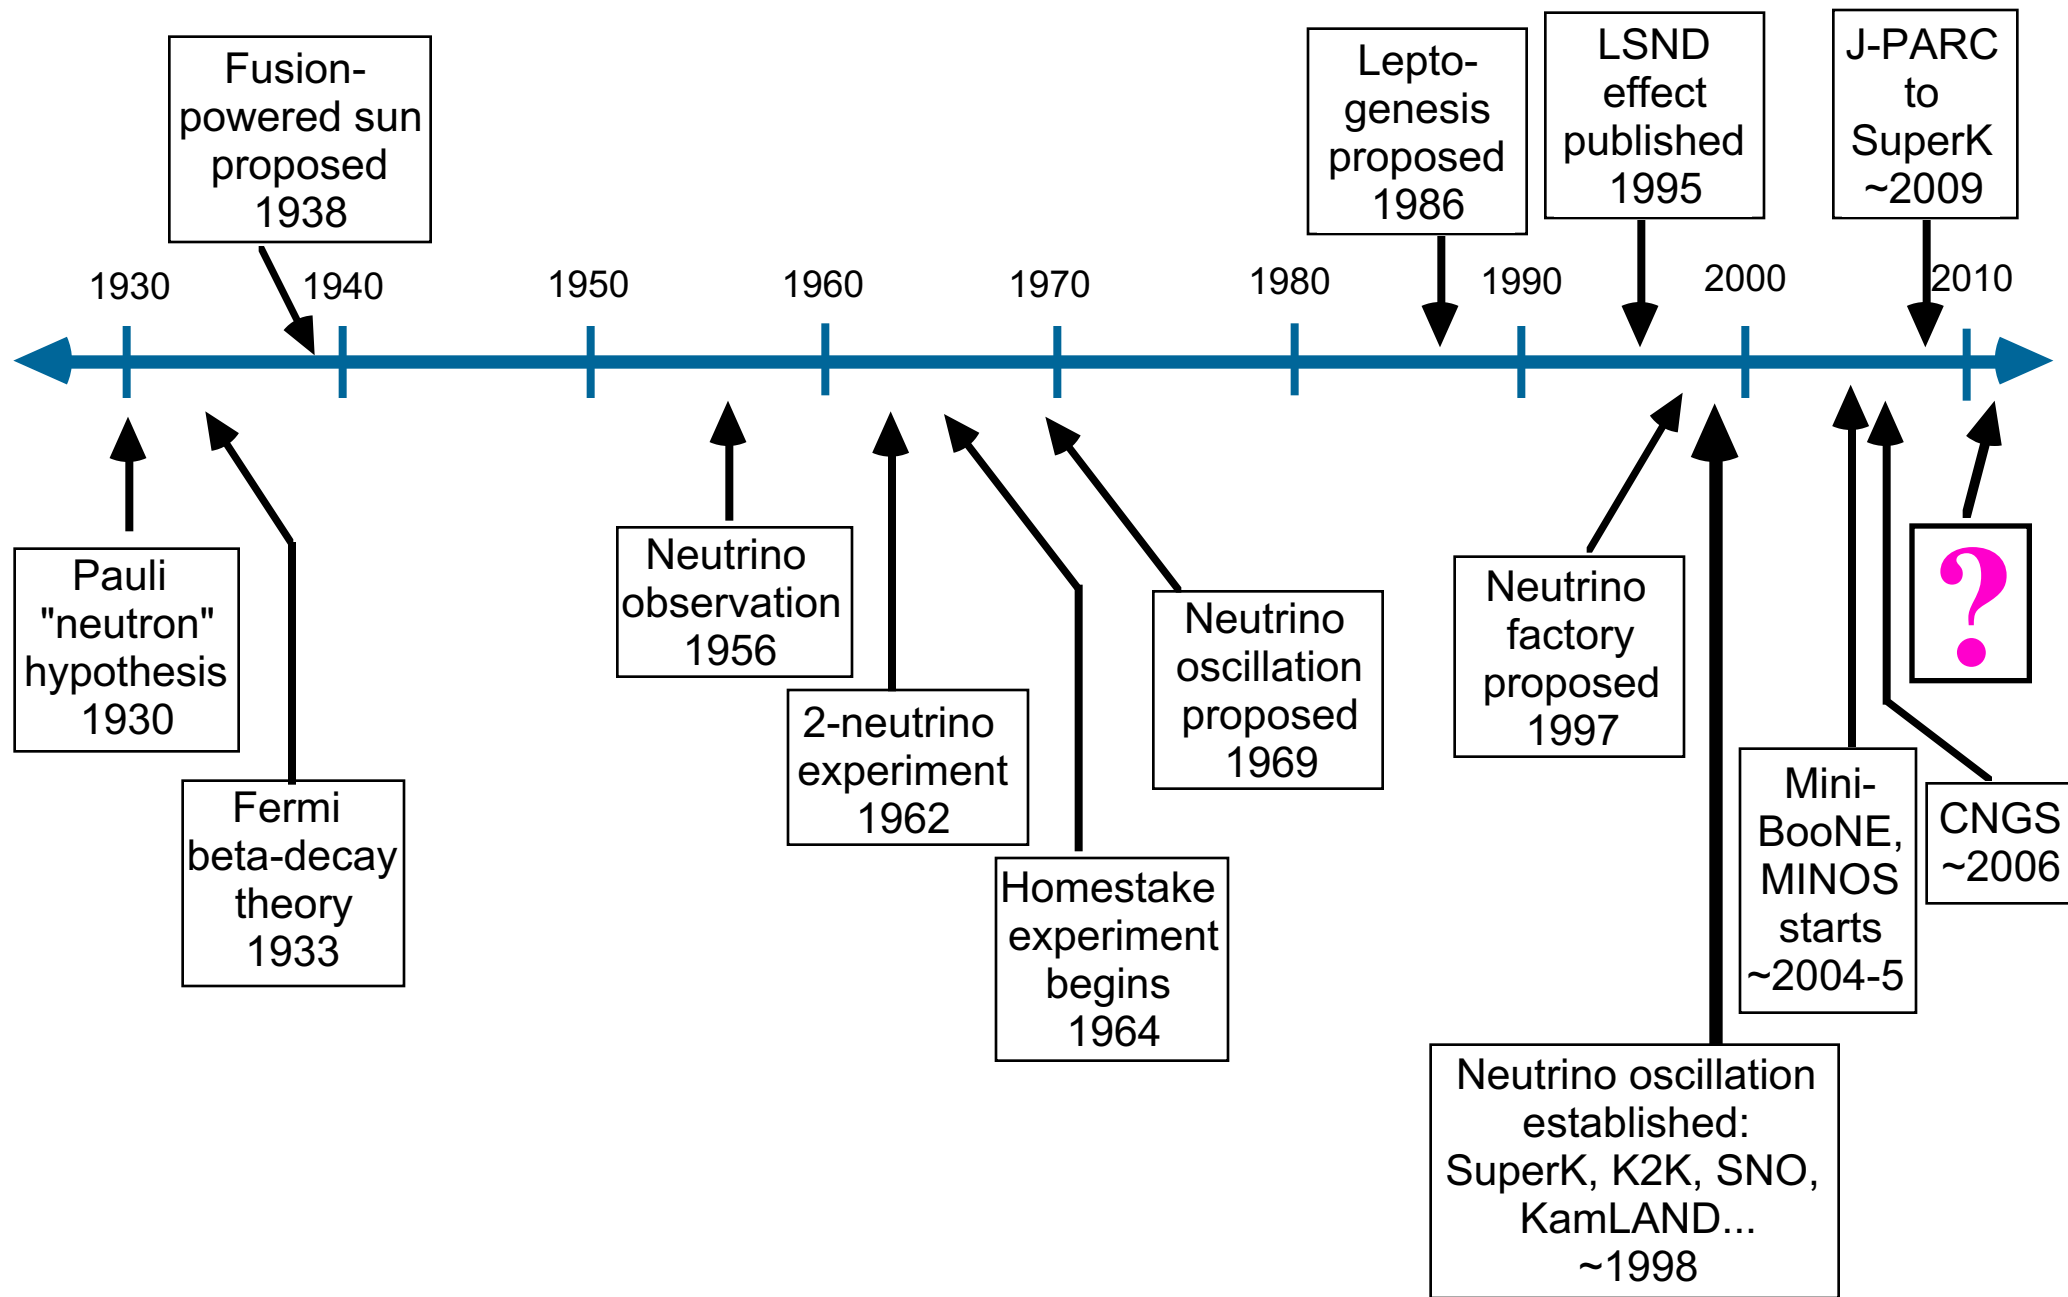 Fusion-
powered sun
proposed
1938
Lepto-
genesis
proposed
1986
LSND
effect
published
1995
J-PARC
to
SuperK
~2009
1930
1940
1950
1960
1970
1980
1990
2000
2010
Pauli
"neutron"
hypothesis
1930
Fermi
beta-decay
theory
1933
Neutrino
observation
1956
2-neutrino
experiment
1962
Homestake
experiment
begins
1964
Neutrino
oscillation
proposed
1969
Neutrino
factory
proposed
1997
Neutrino oscillation
established:
SuperK, K2K, SNO,
KamLAND...
~1998
Mini-
BooNE,
MINOS
starts
~2004-5
CNGS
~2006
?